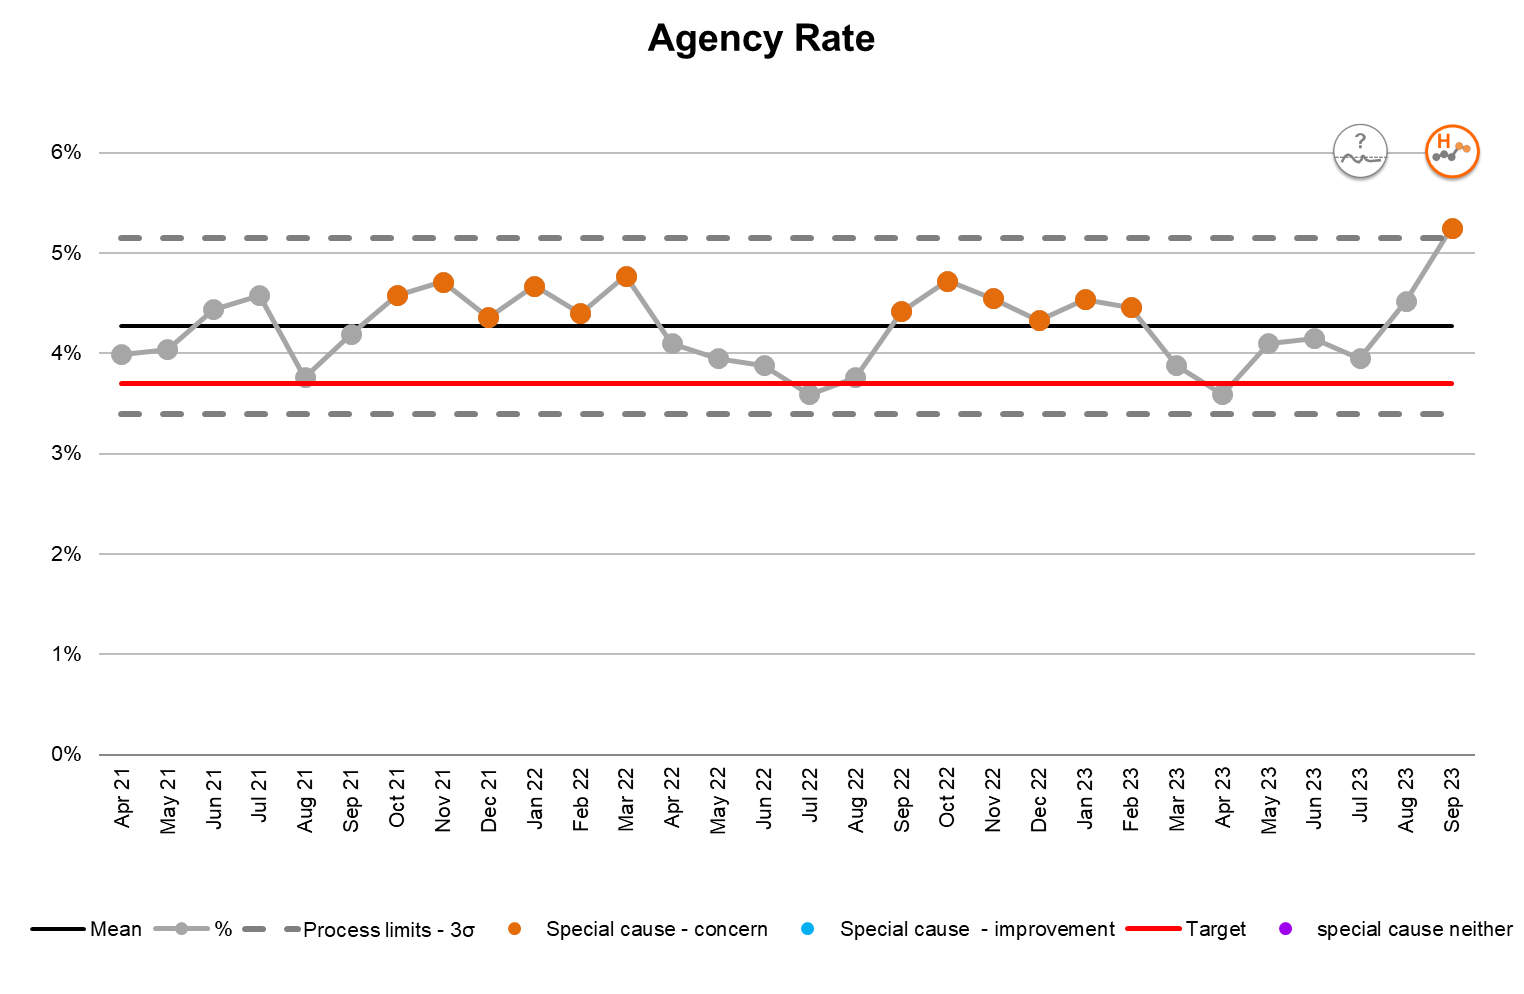 Agency Rate
?
H
6%
5%
4%
3%
2%
1%
0%
Apr 21
May 21
Jun 21
Jul 21
Aug 21
Sep 21
Oct 21
Nov 21
Dec 21
Jan 22
Feb 22
Mar 22
Apr 22
May 22
Jun 22
Jul 22
Aug 22
Sep 22
Oct 22
Nov 22
Dec 22
Jan 23
Feb 23
Mar 23
Apr 23
May 23
Jun 23
Jul 23
Aug 23
Sep 23
Mean
%
Process limits - 3σ
Special cause - concern
Special cause  - improvement
Target
special cause neither